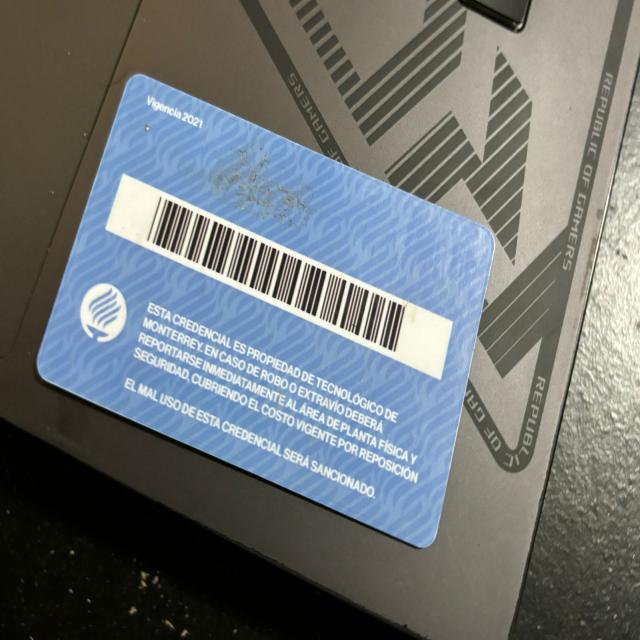 Vigencia 2021
ESTA CREDENCIAL ES PROPIEDAD DE TECNOLÓGICO DE
MONTERREY. EN CASO DE ROBO O EXTRAVÍO DEBERÁ
REPORTARSE INMEDIATAMENTE AL ÁREA DE PLANTA FÍSICA Y
SEGURIDAD, CUBRIENDO EL COSTO VIGENTE POR REPOSICIÓN
EL MAL USO DE ESTA CREDENCIAL SERÁ SANCIONADO.
OF GAMERS
REPUBLIC OF GAMERS
REPUBLIC OF GA